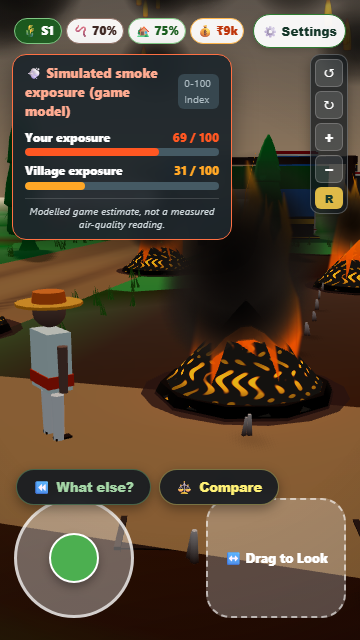 S1
70%
75%
₹9k
Settings
Simulated smoke
exposure (game
model)
0-100
Index
Your exposure 69 / 100
Village exposure 31 / 100
Modelled game estimate, not a measured
air-quality reading.
R
What else?
Compare
Drag to Look